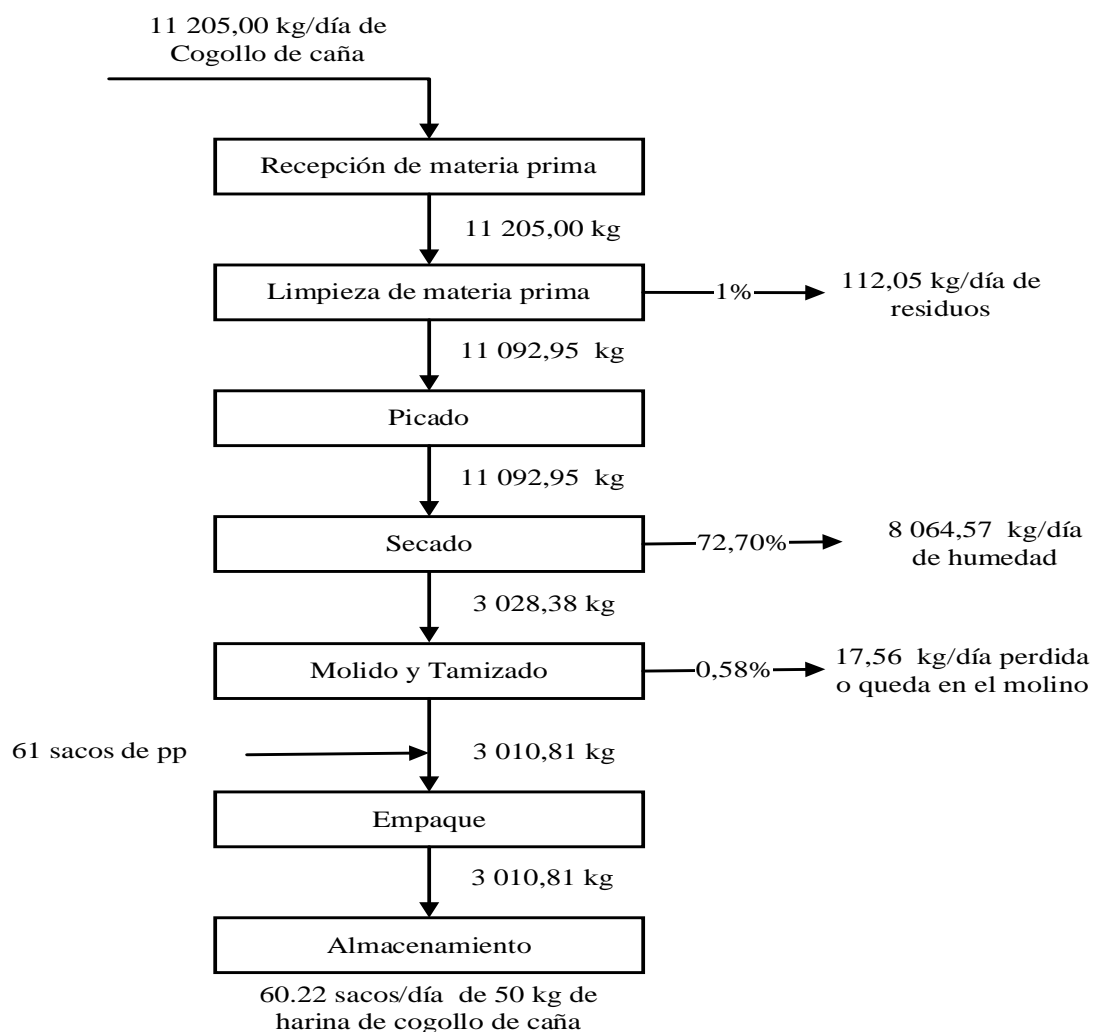 11 205,00 kg/día de
Cogollo de caña
Recepción de materia prima
11 205,00 kg
Limpieza de materia prima
1%
112,05 kg/día de
residuos
11 092,95 kg
Picado
11 092,95 kg
Secado
72,70%
8 064,57 kg/día
de humedad
3 028,38 kg
Molido y Tamizado
0,58%
17,56 kg/día perdida
o queda en el molino
61 sacos de pp
3 010,81 kg
Empaque
3 010,81 kg
Almacenamiento
60.22 sacos/día de 50 kg de
harina de cogollo de caña